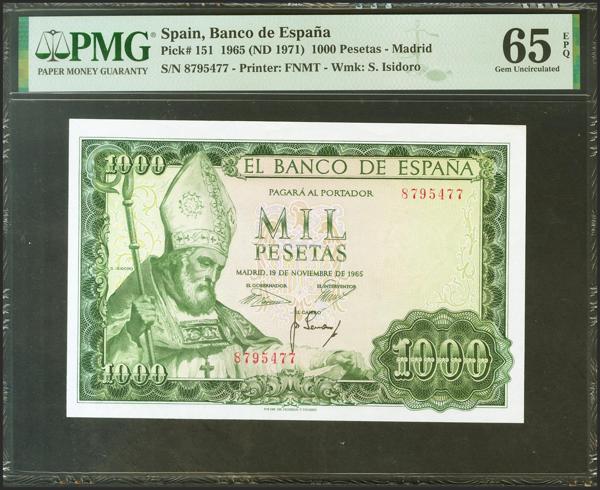 PMG
PAPER MONEY GUARANTY
Spain, Banco de España
Pick# 151 1965 (ND 1971) 1000 Pesetas - Madrid
S/N 8795477 - Printer: FNMT - Wmk: S. Isidoro
65 EPQ
Gem Uncirculated
1000
EL BANCO DE ESPAÑA
PAGARÁ AL PORTADOR
8795477
MIL
PESETAS
MADRID, 19 DE NOVIEMBRE DE 1965
S. ISIDORO
EL GOBERNADOR
EL INTERVENTOR
EL CAJERO
8795477
1000
1000